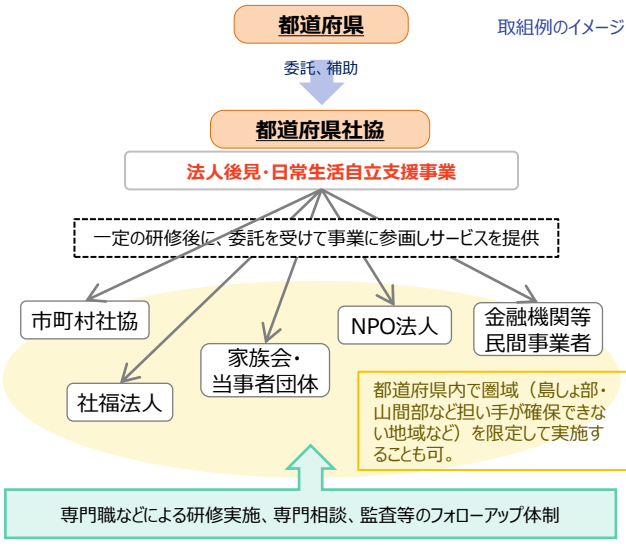 都道府県
取組例のイメージ
委託、補助
都道府県社協
法人後見・日常生活自立支援事業
一定の研修後に、委託を受けて事業に参画しサービスを提供
市町村社協
社福法人
家族会・
当事者団体
NPO法人
金融機関等
民間事業者
都道府県内で圏域（島しょ部・
山間部など担い手が確保できな
い地域など）を限定して実施す
ることも可。
専門職などによる研修実施、専門相談、監査等のフォローアップ体制